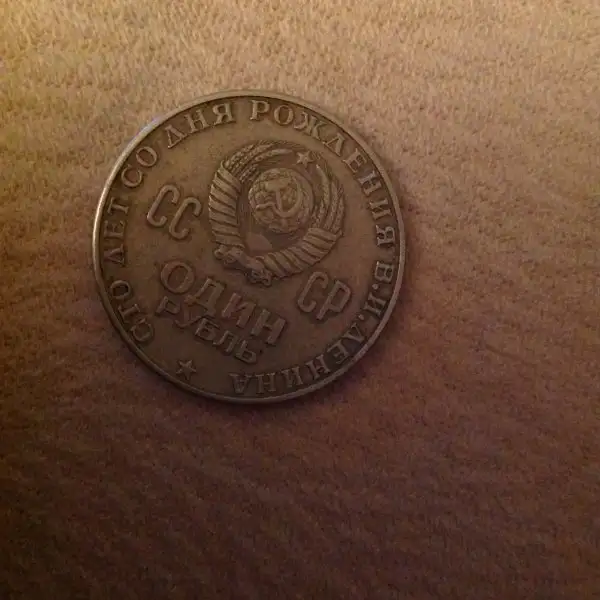 СТО ЛЕТ СО ДНЯ РОЖДЕНИЯ В.И.ЛЕНИНА
СС СР
ОДИН
РУБЛЬ